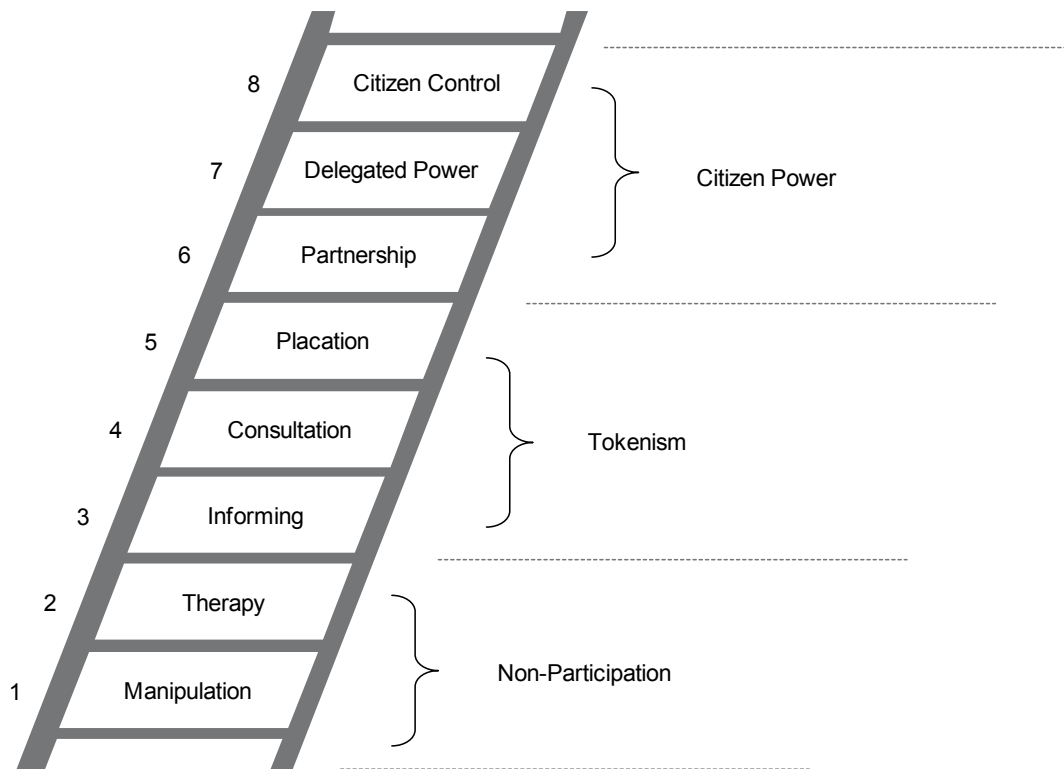 8 Citizen Control
7 Delegated Power
Citizen Power
6 Partnership
5 Placation
4 Consultation
Tokenism
3 Informing
2 Therapy
Non-Participation
1 Manipulation